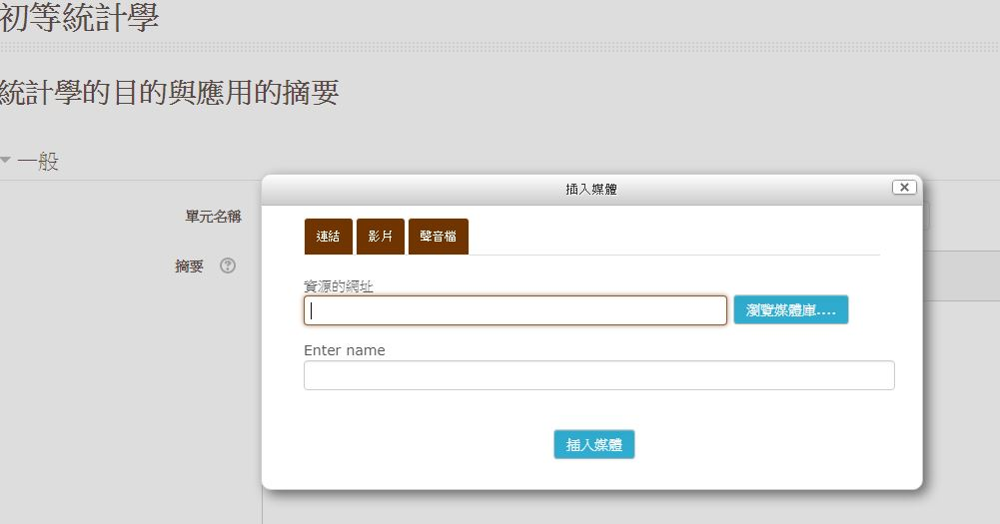 初等統計學
統計學的目的與應用的摘要
一般
插入媒體
單元名稱
連結 影片 聲音檔
摘要
資源的網址
瀏覽媒體庫....
Enter name
插入媒體